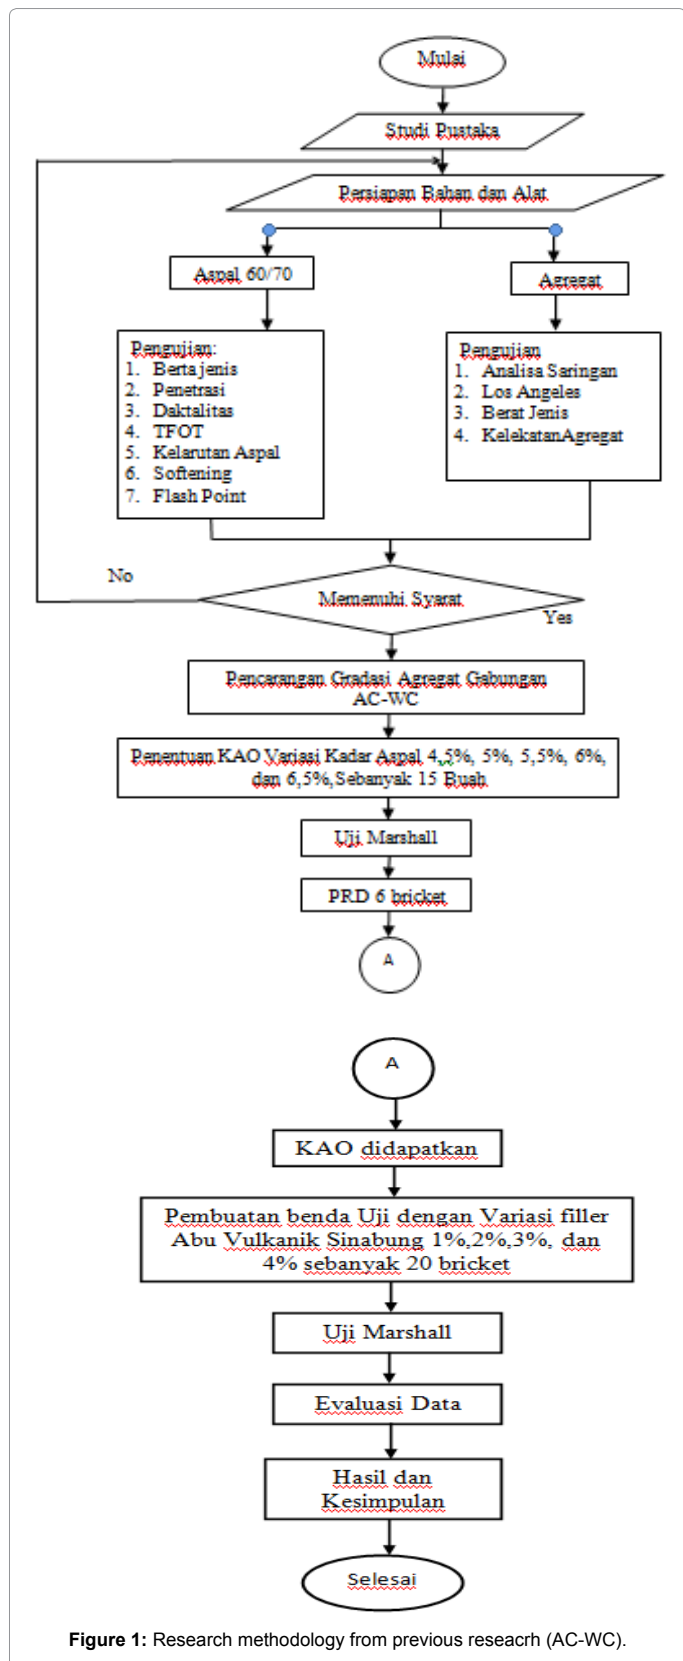 Mulai
Studi Pustaka
Persiapan Bahan dan Alat
Aspal 60/70
Agregat
Pengujian:
1. Berta jenis
2. Penetrasi
3. Daktalitas
4. TFOT
5. Kelarutan Aspal
6. Softening
7. Flash Point
Pengujian
1. Analisa Saringan
2. Los Angeles
3. Berat Jenis
4. KelekatanAgregat
No
Memenuhi Syarat
Yes
Pencarangan Gradasi Agregat Gabungan
AC-WC
Penentuan KAO Variasi Kadar Aspal 4,5%, 5%, 5,5%, 6%,
dan 6,5%,Sebanyak 15 Buah
Uji Marshall
PRD 6 bricket
A
A
KAO didapatkan
Pembuatan benda Uji dengan Variasi filler
Abu Vulkanik Sinabung 1%,2%,3%, dan
4% sebanyak 20 bricket
Uji Marshall
Evaluasi Data
Hasil dan
Kesimpulan
Selesai
Figure 1: Research methodology from previous reseacrh (AC-WC).